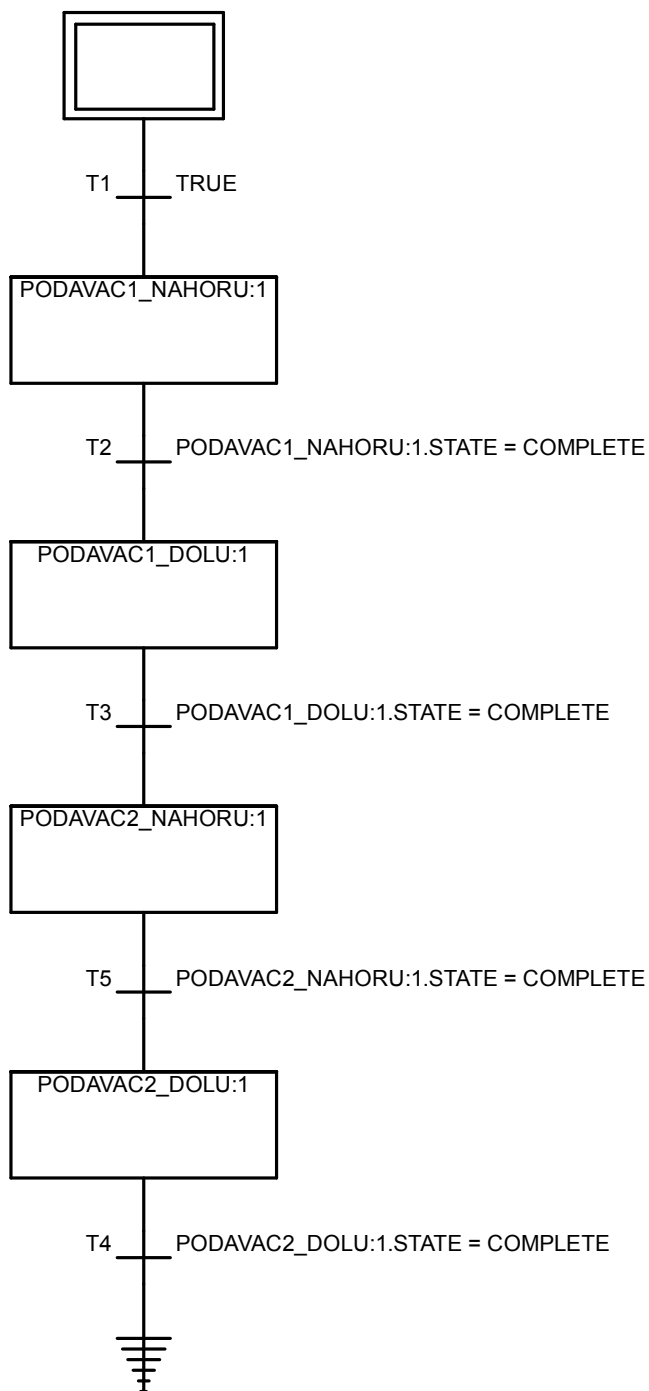 T1 TRUE
PODAVAC1_NAHORU:1
T2 PODAVAC1_NAHORU:1.STATE = COMPLETE
PODAVAC1_DOLU:1
T3 PODAVAC1_DOLU:1.STATE = COMPLETE
PODAVAC2_NAHORU:1
T5 PODAVAC2_NAHORU:1.STATE = COMPLETE
PODAVAC2_DOLU:1
T4 PODAVAC2_DOLU:1.STATE = COMPLETE